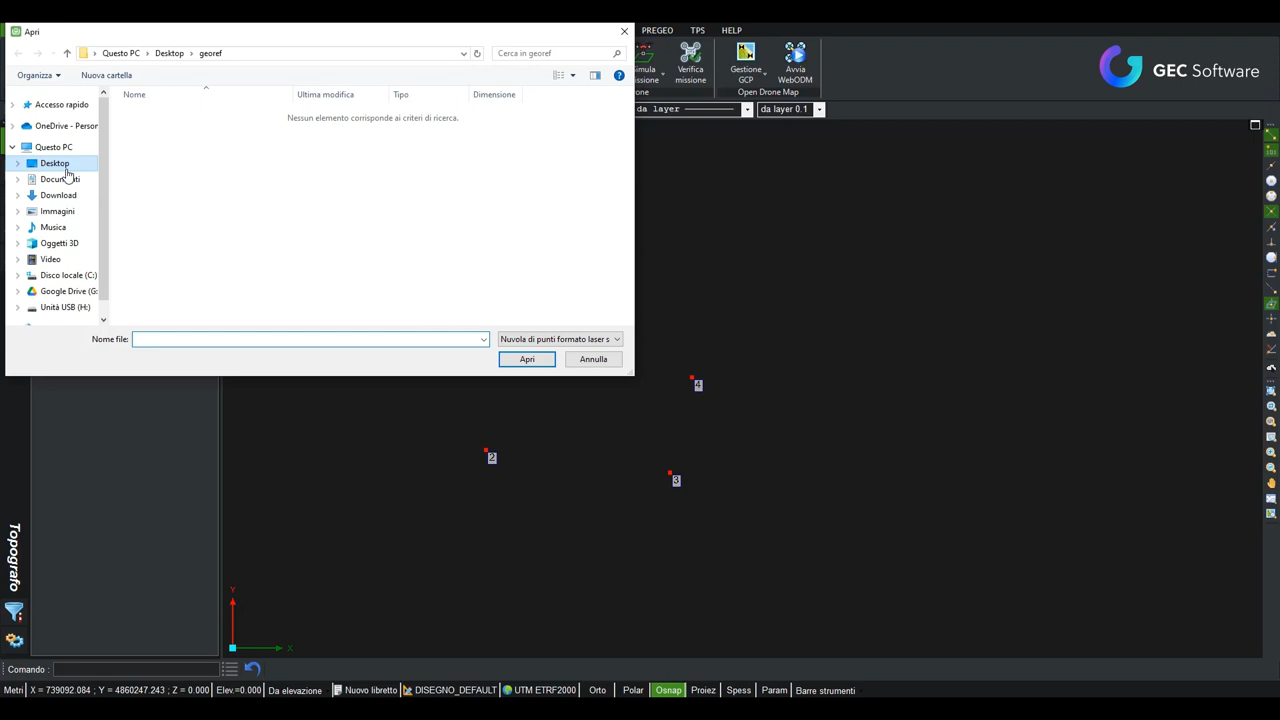 Apri
PREGEO TPS HELP
Questo PC Desktop georef
Cerca in georef
Organizza Nuova cartella
Verifica
missione
Gestione
GCP
Avvia
WebODM
Open Drone Map
GEC Software
Nome Ultima modifica Tipo Dimensione
da layer da layer 0.1
Nessun elemento corrisponde ai criteri di ricerca.
Accesso rapido
OneDrive - Person
Questo PC
Desktop
Download
Immagini
Musica
Oggetti 3D
Video
Disco locale (C:)
Google Drive (G:
Unità USB (H:)
Nome file:
Nuvola di punti formato laser s
Apri Annulla
4
2
3
Topografo
Y
X
Comando :
Metri X = 739092.084 ; Y = 4860247.243 ; Z = 0.000 Elev.=0.000 Da elevazione Nuovo libretto DISEGNO_DEFAULT UTM ETRF2000 Orto Polar Osnap Proiez Spess Param Barre strumenti